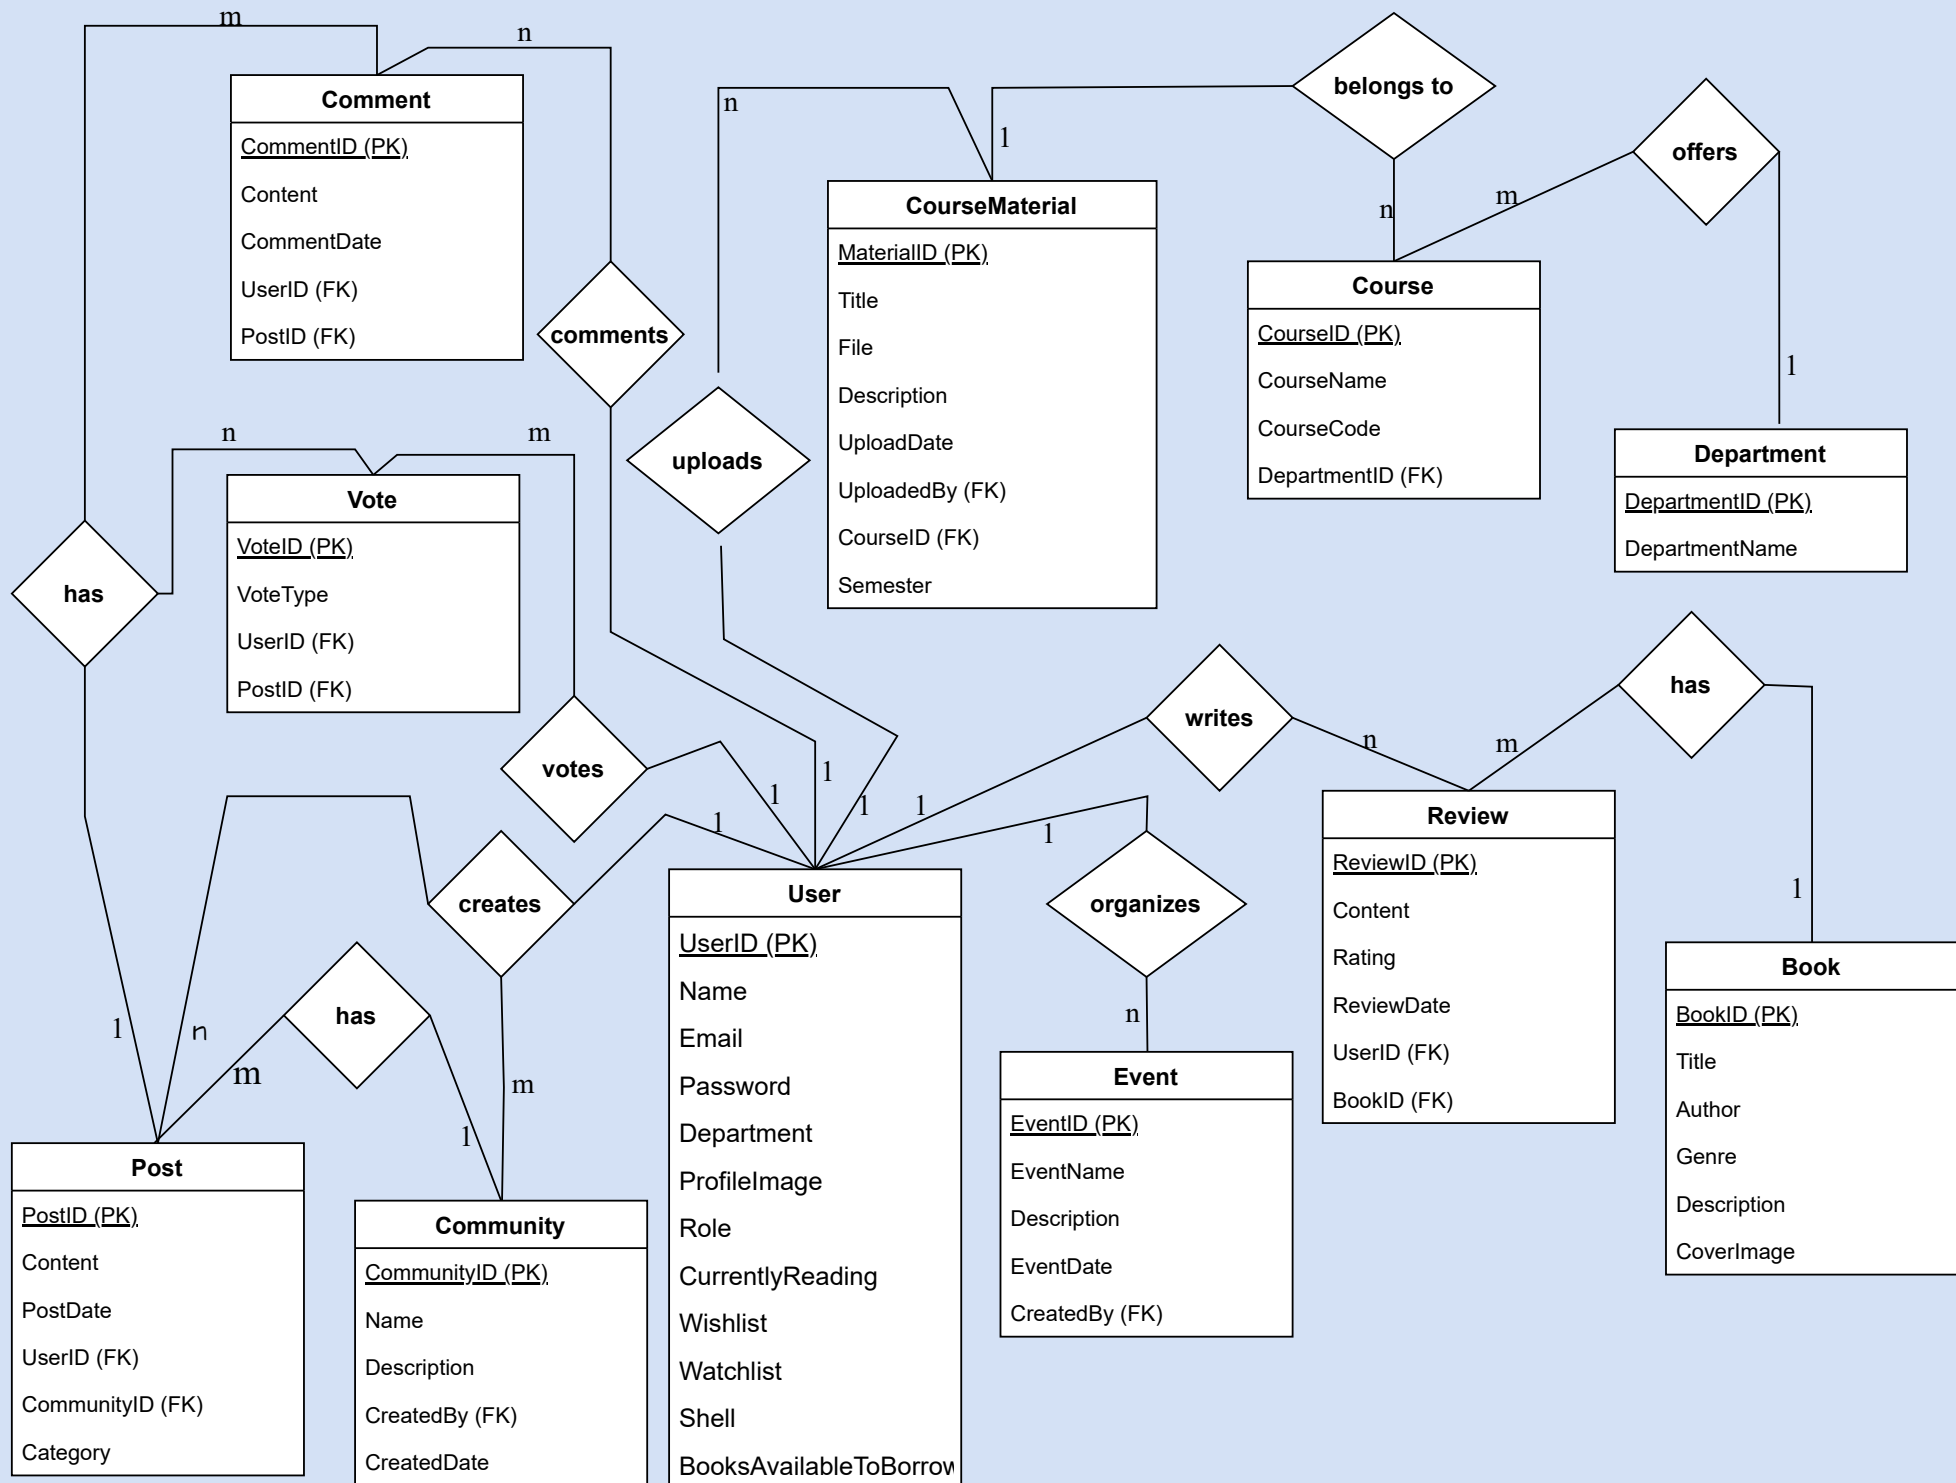 m
n
Comment
CommentID (PK)
Content
CommentDate
UserID (FK)
PostID (FK)
comments
n
1
belongs to
n
CourseMaterial
MaterialID (PK)
Title
File
Description
UploadDate
UploadedBy (FK)
CourseID (FK)
Semester
uploads
offers
m
1
Course
CourseID (PK)
CourseName
CourseCode
DepartmentID (FK)
Department
DepartmentID (PK)
DepartmentName
n
m
Vote
VoteID (PK)
VoteType
UserID (FK)
PostID (FK)
has
votes
1
1
1
1
1
1
writes
n
m
has
1
creates
organizes
n
m
Review
ReviewID (PK)
Content
Rating
ReviewDate
UserID (FK)
BookID (FK)
Book
BookID (PK)
Title
Author
Genre
Description
CoverImage
1
n
m
has
1
Post
PostID (PK)
Content
PostDate
UserID (FK)
CommunityID (FK)
Category
Community
CommunityID (PK)
Name
Description
CreatedBy (FK)
CreatedDate
User
UserID (PK)
Name
Email
Password
Department
ProfileImage
Role
CurrentlyReading
Wishlist
Watchlist
Shell
BooksAvailableToBorrow
Event
EventID (PK)
EventName
Description
EventDate
CreatedBy (FK)